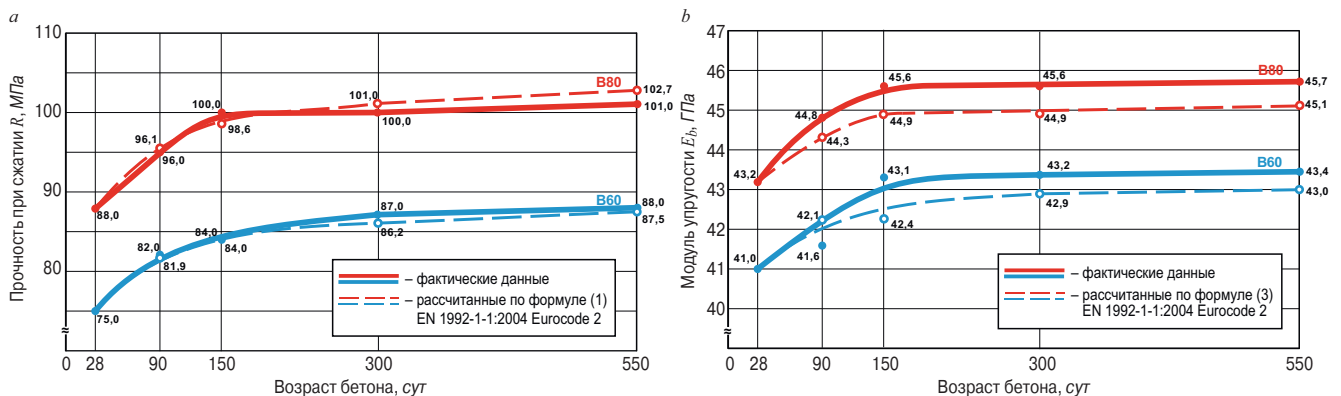 a
Прочность при сжатии R, МПа
110
100
90
80
≈
0 28 90 150 300 550
Возраст бетона, сут
B80
B60
88,0
96,1
96,0
100,0
98,6
101,0
100,0
102,7
101,0
75,0
82,0
81,9
84,0
84,0
87,0
86,2
88,0
87,5
– фактические данные
– рассчитанные по формуле (1)
EN 1992-1-1:2004 Eurocode 2
b
Модуль упругости Eb, ГПа
47
46
45
44
43
42
41
40
≈
0 28 90 150 300 550
Возраст бетона, сут
B80
B60
43,2
44,8
44,3
45,6
44,9
45,6
44,9
45,7
45,1
41,0
42,1
41,6
43,1
42,4
43,2
42,9
43,4
43,0
– фактические данные
– рассчитанные по формуле (3)
EN 1992-1-1:2004 Eurocode 2